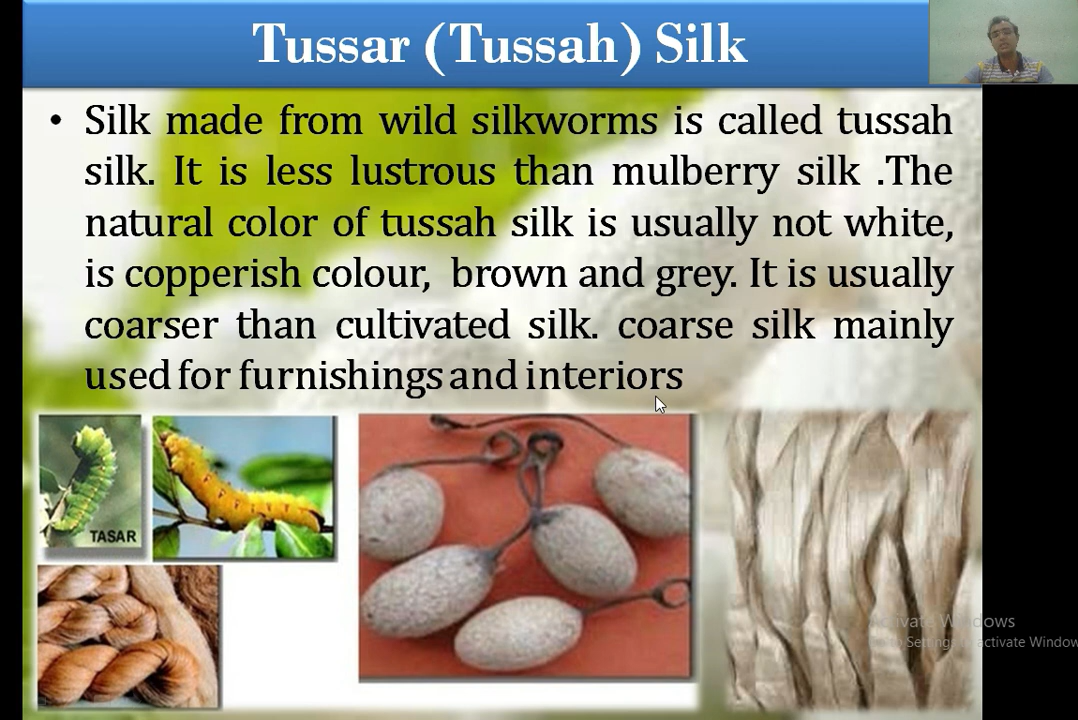 Tussar (Tussah) Silk
• Silk made from wild silkworms is called tussah
silk. It is less lustrous than mulberry silk .The
natural color of tussah silk is usually not white,
is copperish colour, brown and grey. It is usually
coarser than cultivated silk. coarse silk mainly
used for furnishings and interiors
TASAR
Activate Windows
to Settings to activate Window